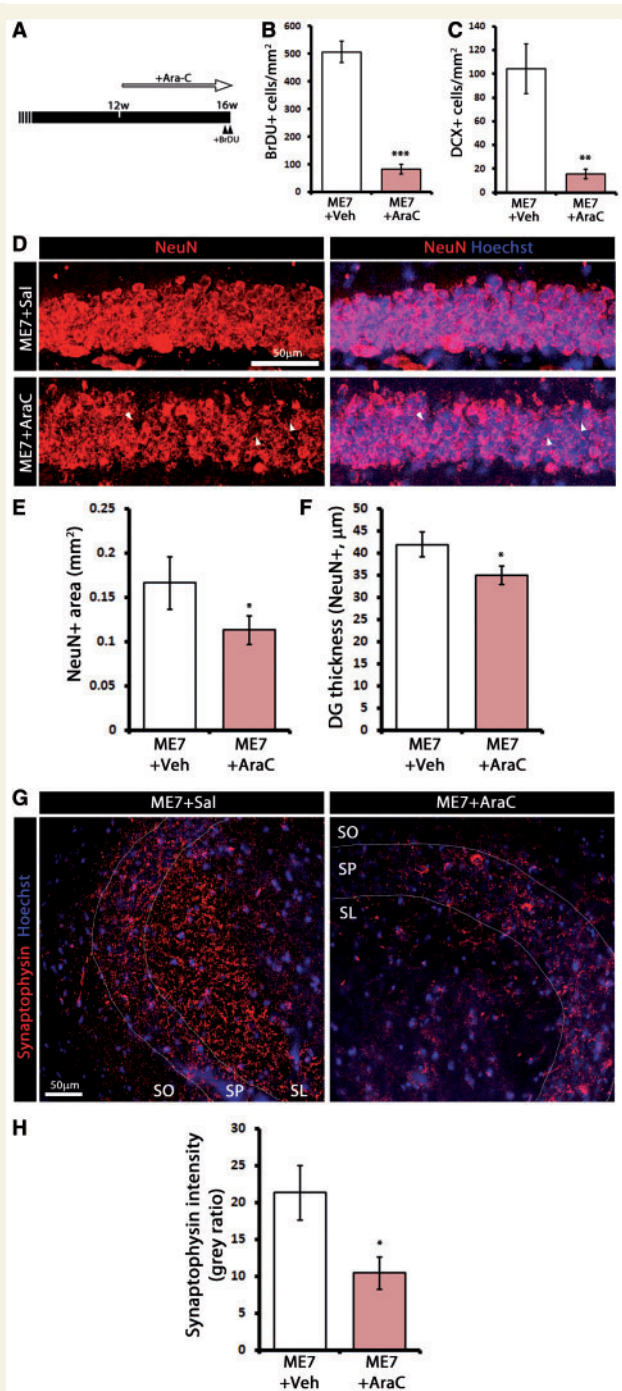 A
+Ara-C
12w
16w
+BrDU
B
BrDU+ cells/mm²
600
500
400
300
200
100
0
***
ME7
+Veh
ME7
+AraC
C
DCX+ cells/mm²
140
120
100
80
60
40
20
0
**
ME7
+Veh
ME7
+AraC
D
NeuN
NeuN Hoechst
ME7+Sal
50µm
ME7+AraC
E
NeuN+ area (mm²)
0.25
0.2
0.15
0.1
0.05
0
*
ME7
+Veh
ME7
+AraC
F
DG thickness (NeuN+, µm)
50
45
40
35
30
25
20
15
10
5
0
*
ME7
+Veh
ME7
+AraC
G
ME7+Sal
ME7+AraC
Synaptophysin Hoechst
50µm
SO
SP
SL
SO
SP
SL
H
Synaptophysin intensity
(grey ratio)
30
25
20
15
10
5
0
*
ME7
+Veh
ME7
+AraC